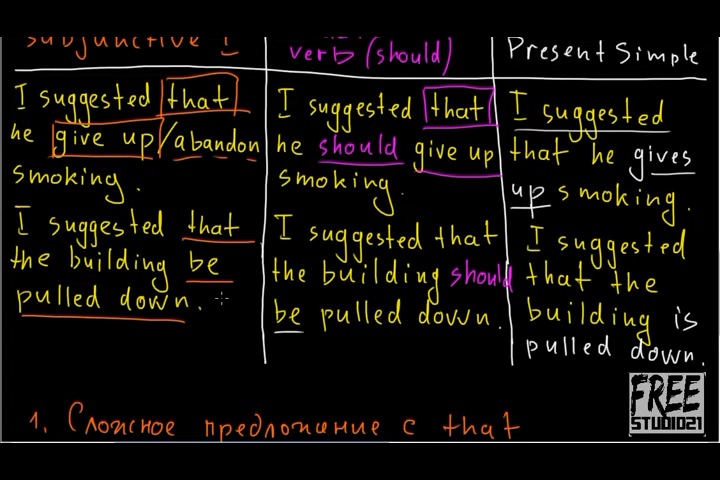 Subjunctive I
verb (should)
Present Simple
I suggested that
he give up/abandon
smoking.
I suggested that
the building be
pulled down.
I suggested that
he should give up
smoking.
I suggested that
the building should
be pulled down.
I suggested
that he gives
up smoking.
I suggested
that the
building is
pulled down.
1. Сложное предложение с that
FREE
STUDIO21